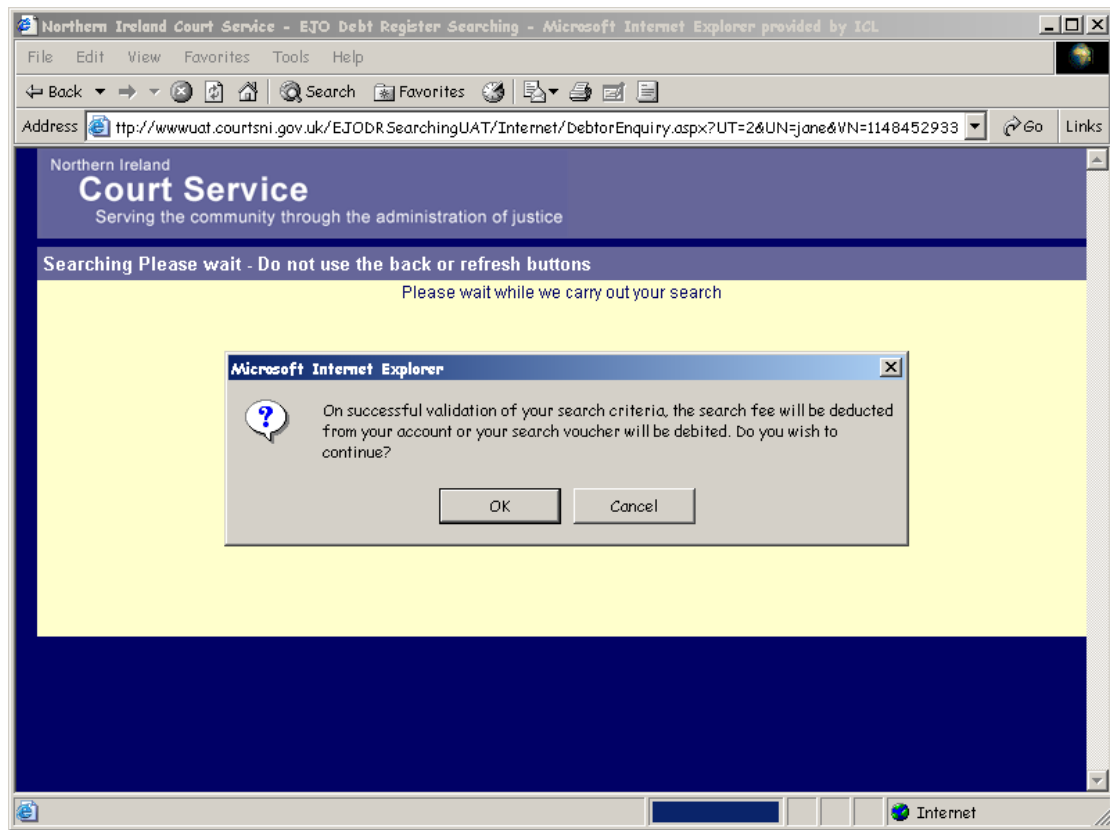 Northern Ireland Court Service - EJO Debt Register Searching - Microsoft Internet Explorer provided by ICL
File Edit View Favorites Tools Help
Back Search Favorites
Address ttp://wwwuat.courtsni.gov.uk/EJODRSearchingUAT/Internet/DebtorEnquiry.aspx?UT=2&UN=jane&VN=1148452933 Go Links
Northern Ireland
Court Service
Serving the community through the administration of justice
Searching Please wait - Do not use the back or refresh buttons
Please wait while we carry out your search
Microsoft Internet Explorer
On successful validation of your search criteria, the search fee will be deducted
from your account or your search voucher will be debited. Do you wish to
continue?
OK Cancel
Internet